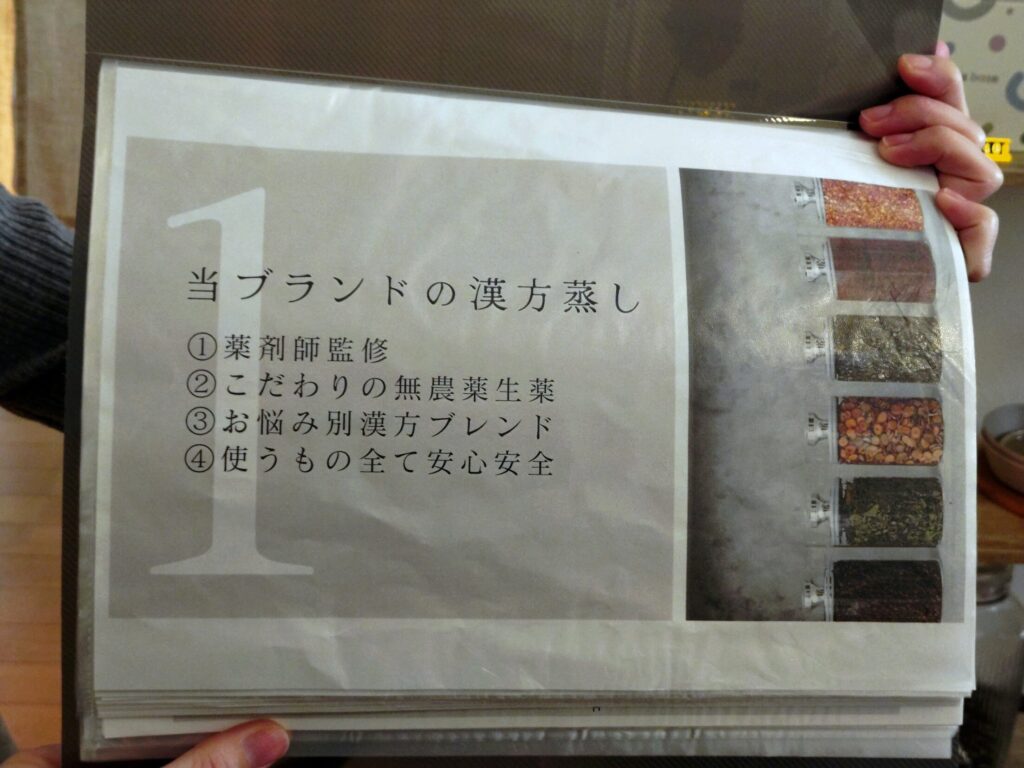 1
当ブランドの漢方蒸し
①薬剤師監修
②こだわりの無農薬生薬
③お悩み別漢方ブレンド
④使うもの全て安心安全